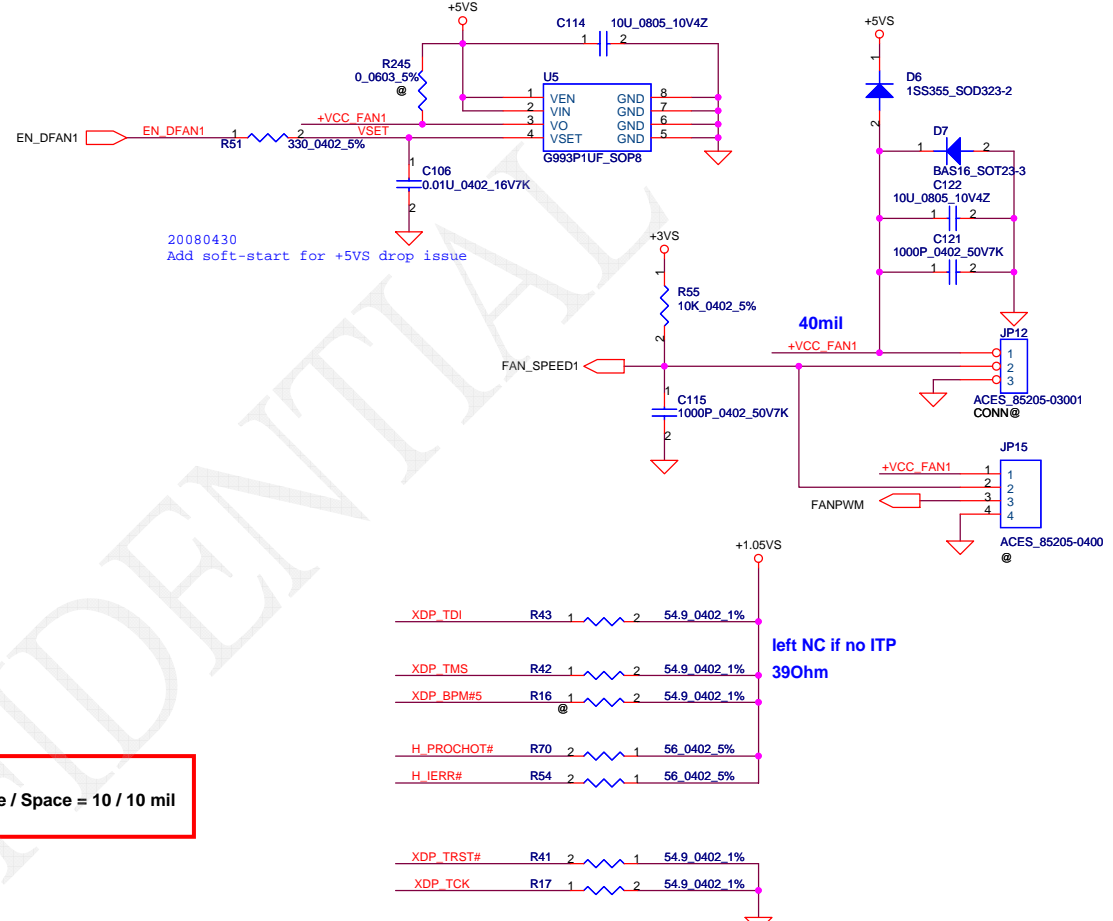 +5VS
C114 10U_0805_10V4Z
1 2
R245
0_0603_5%
@
U5
1 VEN GND 8
2 VIN GND 7
3 VO GND 6
4 VSET GND 5
G993P1UF_SOP8
+VCC_FAN1
EN_DFAN1 EN_DFAN1 1 2 VSET
R51 330_0402_5%
1
C106
0.01U_0402_16V7K
2
20080430
Add soft-start for +5VS drop issue
+5VS
1
D6
1SS355_SOD323-2
2
D7
1 2
BAS16_SOT23-3
C122
10U_0805_10V4Z
1 2
C121
1000P_0402_50V7K
1 2
+3VS
1
R55
10K_0402_5%
2
40mil
+VCC_FAN1
FAN_SPEED1
1
C115
1000P_0402_50V7K
2
JP12
1
2
3
ACES_85205-03001
CONN@
JP15
+VCC_FAN1 1 1
2 2
FANPWM 3 3
4 4
ACES_85205-0400
@
+1.05VS
XDP_TDI R43 1 2 54.9_0402_1%
left NC if no ITP
XDP_TMS R42 1 2 54.9_0402_1%
39Ohm
XDP_BPM#5 R16 1 2 54.9_0402_1%
@
H_PROCHOT# R70 2 1 56_0402_5%
H_IERR# R54 2 1 56_0402_5%
e / Space = 10 / 10 mil
XDP_TRST# R41 2 1 54.9_0402_1%
XDP_TCK R17 1 2 54.9_0402_1%
FIDENTIAL